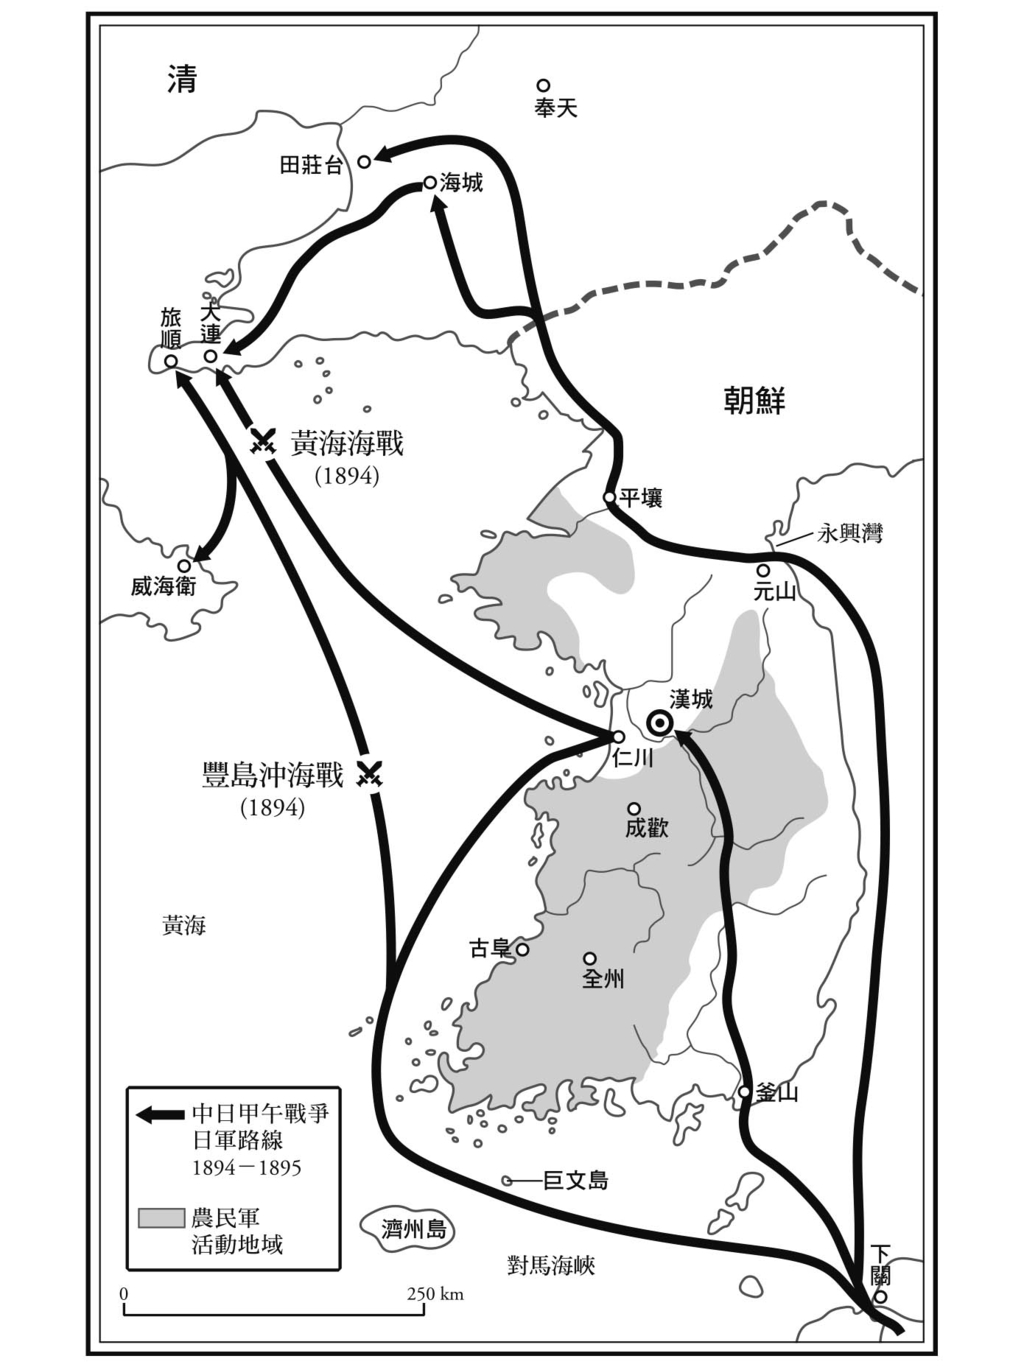 清
奉天
田莊台
海城
旅順
大連
朝鮮
黃海海戰
(1894)
平壤
永興灣
威海衛
元山
漢城
仁川
豐島沖海戰
(1894)
成歡
黃海
古阜
全州
釜山
中日甲午戰爭
日軍路線
1894－1895
巨文島
農民軍
活動地域
濟州島
對馬海峽
下關
0
250 km